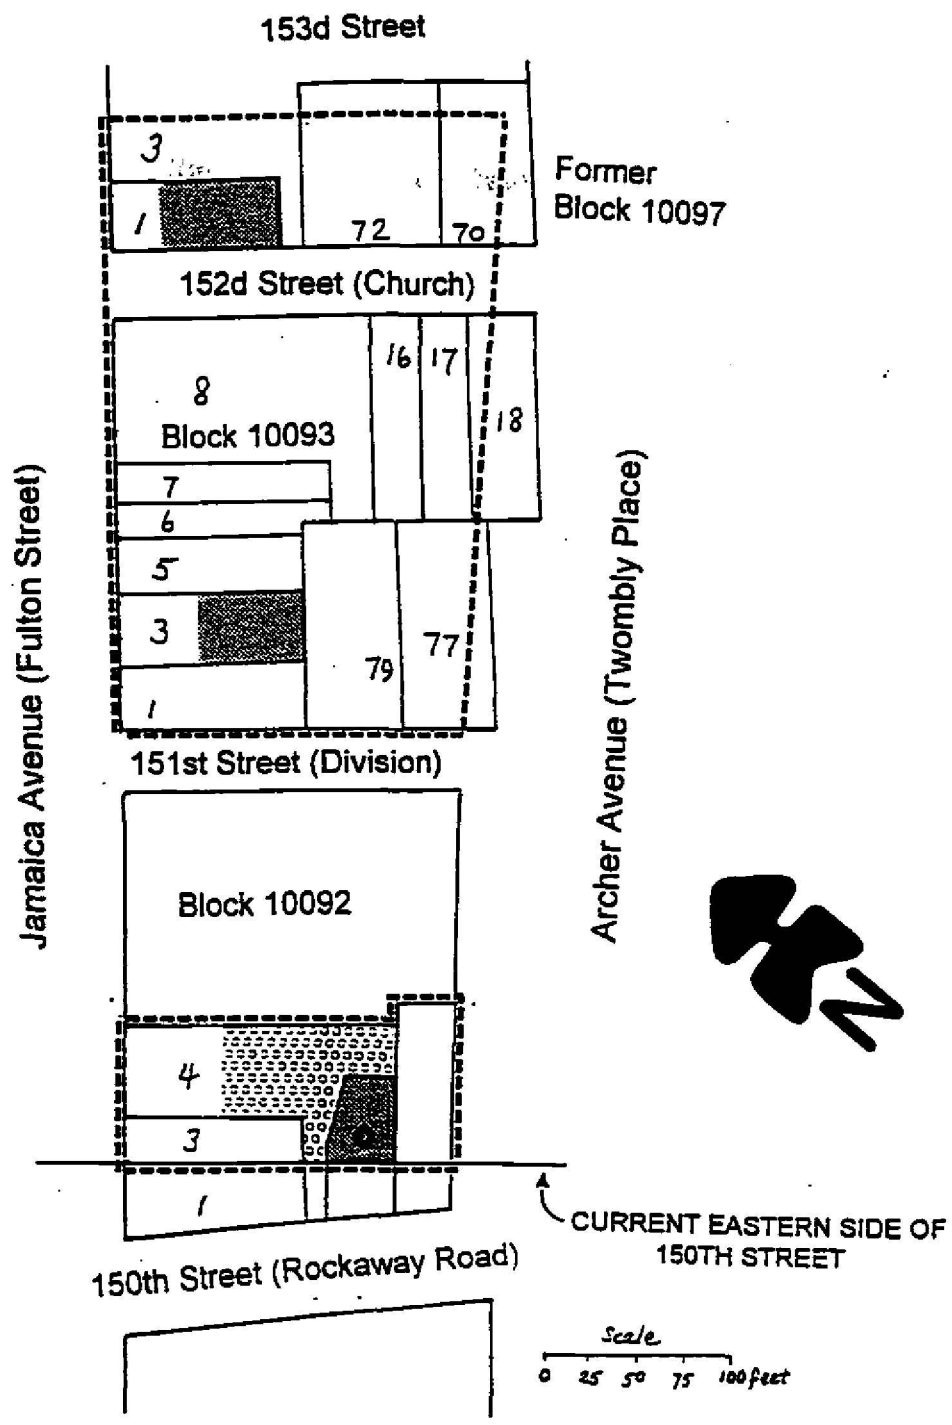 153d Street
3
1
72
70
Former
Block 10097
152d Street (Church)
8
16
17
18
Block 10093
7
6
5
3
1
79
77
151st Street (Division)
Jamaica Avenue (Fulton Street)
Archer Avenue (Twombly Place)
Block 10092
N
4
3
1
CURRENT EASTERN SIDE OF
150TH STREET
150th Street (Rockaway Road)
Scale
0 25 50 75 100 feet